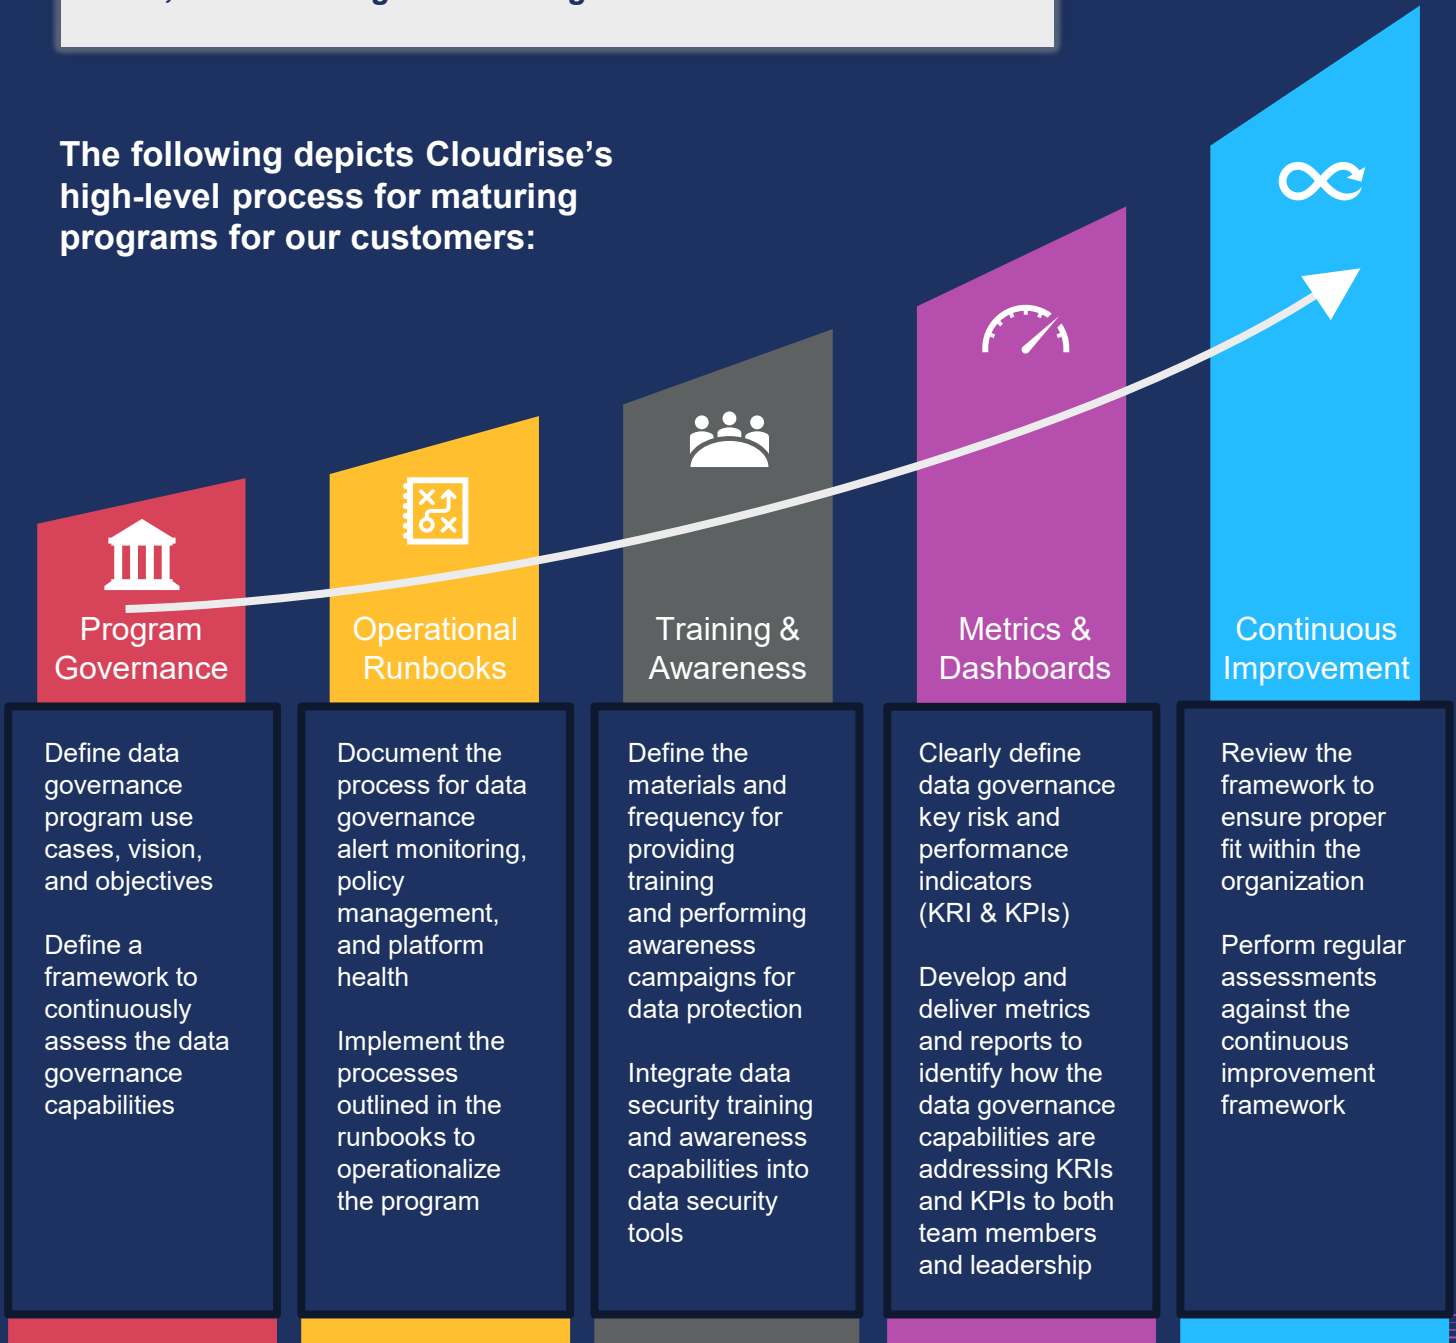 The following depicts Cloudrise’s
high-level process for maturing
programs for our customers:
Program
Governance
Operational
Runbooks
Training &
Awareness
Metrics &
Dashboards
Continuous
Improvement
Define data
governance
program use
cases, vision,
and objectives
Define a
framework to
continuously
assess the data
governance
capabilities
Document the
process for data
governance
alert monitoring,
policy
management,
and platform
health
Implement the
processes
outlined in the
runbooks to
operationalize
the program
Define the
materials and
frequency for
providing
training
and performing
awareness
campaigns for
data protection
Integrate data
security training
and awareness
capabilities into
data security
tools
Clearly define
data governance
key risk and
performance
indicators
(KRI & KPIs)
Develop and
deliver metrics
and reports to
identify how the
data governance
capabilities are
addressing KRIs
and KPIs to both
team members
and leadership
Review the
framework to
ensure proper
fit within the
organization
Perform regular
assessments
against the
continuous
improvement
framework